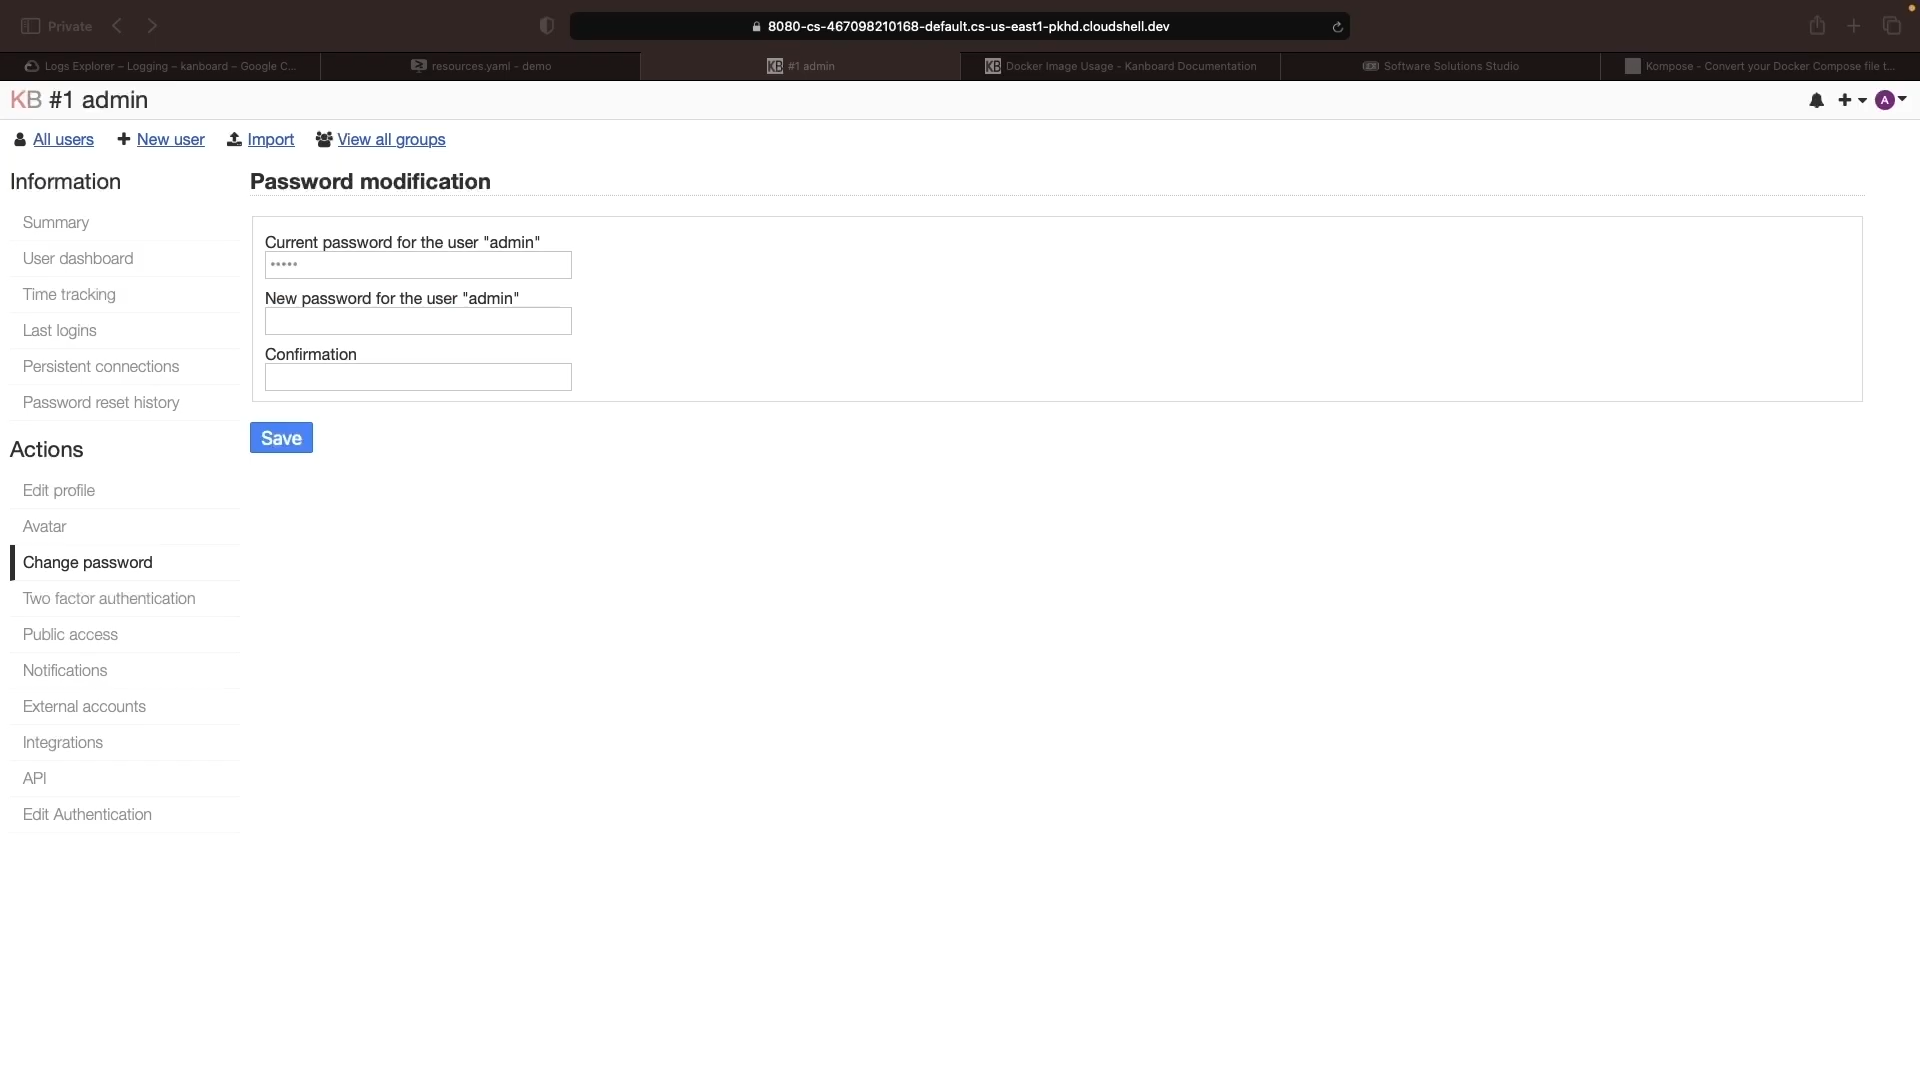 Private
8080-cs-467098210168-default.cs-us-east1-pkhd.cloudshell.dev
Logs Explorer – Logging – kanboard – Google C...
resources.yaml - demo
KB #1 admin
KB Docker Image Usage - Kanboard Documentation
Software Solutions Studio
Kompose - Convert your Docker Compose file t...
KB #1 admin
A
All users
New user
Import
View all groups
Information
Summary
User dashboard
Time tracking
Last logins
Persistent connections
Password reset history
Actions
Edit profile
Avatar
Change password
Two factor authentication
Public access
Notifications
External accounts
Integrations
API
Edit Authentication
Password modification
Current password for the user "admin"
•••••
New password for the user "admin"
Confirmation
Save